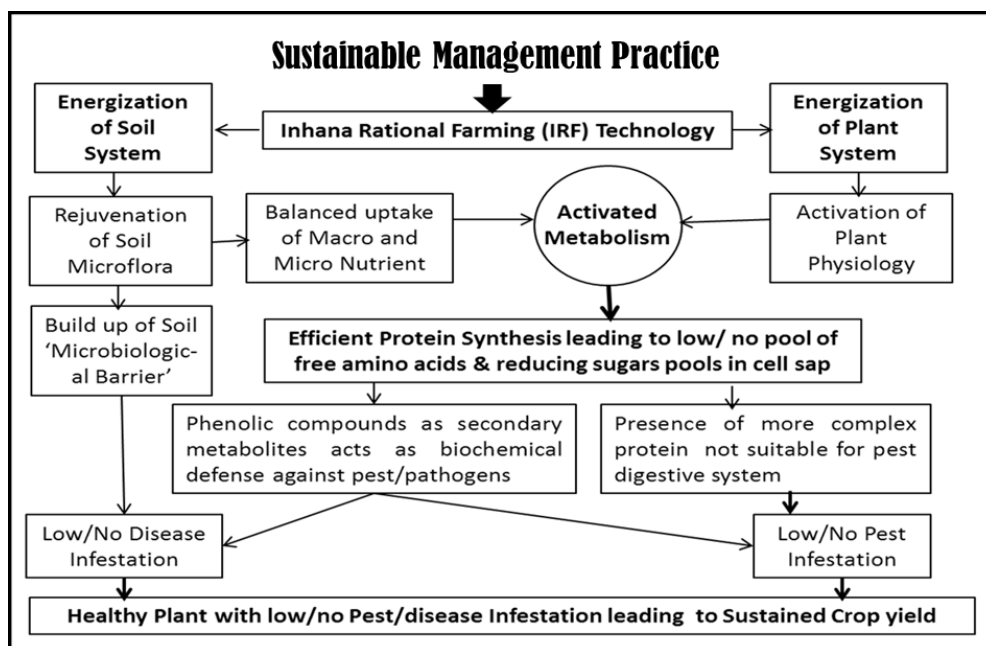 Sustainable Management Practice
Energization
of Soil
System
Inhana Rational Farming (IRF) Technology
Energization
of Plant
System
Rejuvenation
of Soil
Microflora
Balanced uptake
of Macro and
Micro Nutrient
Activated
Metabolism
Activation of
Plant
Physiology
Build up of Soil
‘Microbiologic-
al Barrier’
Efficient Protein Synthesis leading to low/ no pool of
free amino acids & reducing sugars pools in cell sap
Phenolic compounds as secondary
metabolites acts as biochemical
defense against pest/pathogens
Presence of more complex
protein not suitable for pest
digestive system
Low/No Disease
Infestation
Low/No Pest
Infestation
Healthy Plant with low/no Pest/disease Infestation leading to Sustained Crop yield